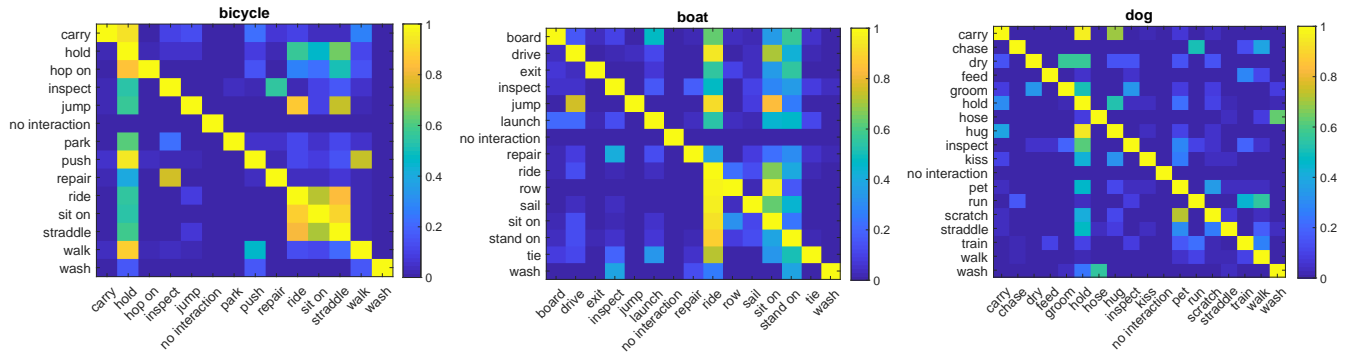 bicycle
carry
hold
hop on
inspect
jump
no interaction
park
push
repair
ride
sit on
straddle
walk
wash
carry
hold
hop on
inspect
jump
no interaction
park
push
repair
ride
sit on
straddle
walk
wash
1
0.8
0.6
0.4
0.2
0
boat
board
drive
exit
inspect
jump
launch
no interaction
repair
ride
row
sail
sit on
stand on
tie
wash
board
drive
exit
inspect
jump
launch
no interaction
repair
ride
row
sail
sit on
stand on
tie
wash
1
0.8
0.6
0.4
0.2
0
dog
carry
chase
dry
feed
groom
hold
hose
hug
inspect
kiss
no interaction
pet
run
scratch
straddle
train
walk
wash
carry
chase
dry
feed
groom
hold
hose
hug
inspect
kiss
no interaction
pet
run
scratch
straddle
train
walk
wash
1
0.8
0.6
0.4
0.2
0